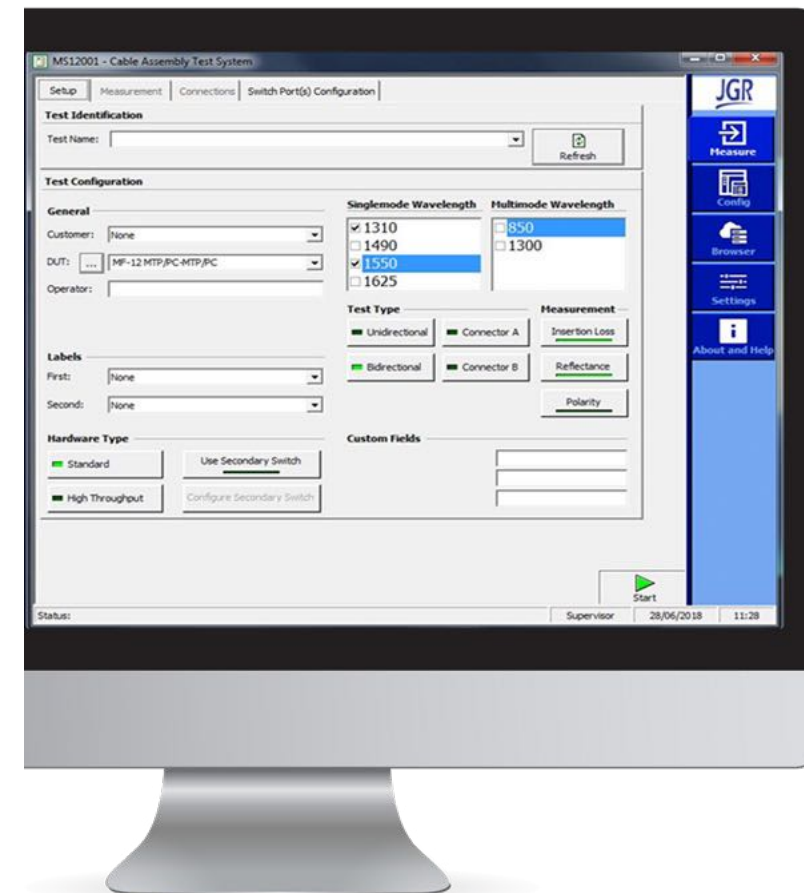 MS12001 - Cable Assembly Test System
Setup Measurement Connections Switch Port(s) Configuration
JGR
Test Identification
Test Name:
Refresh
Measure
Test Configuration
Config
General
Singlemode Wavelength Multimode Wavelength
Customer: None
1310
850
1490
1300
Browser
DUT: ... MF-12 MTP/PC-MTP/PC
1550
Operator:
1625
Settings
Test Type
Measurement
Unidirectional Connector A Insertion Loss
About and Help
Labels
Bidirectional Connector B Reflectance
First: None
Second: None
Polarity
Hardware Type
Custom Fields
Standard Use Secondary Switch
High Throughput Configure Secondary Switch
Start
Status: Supervisor 28/06/2018 11:28